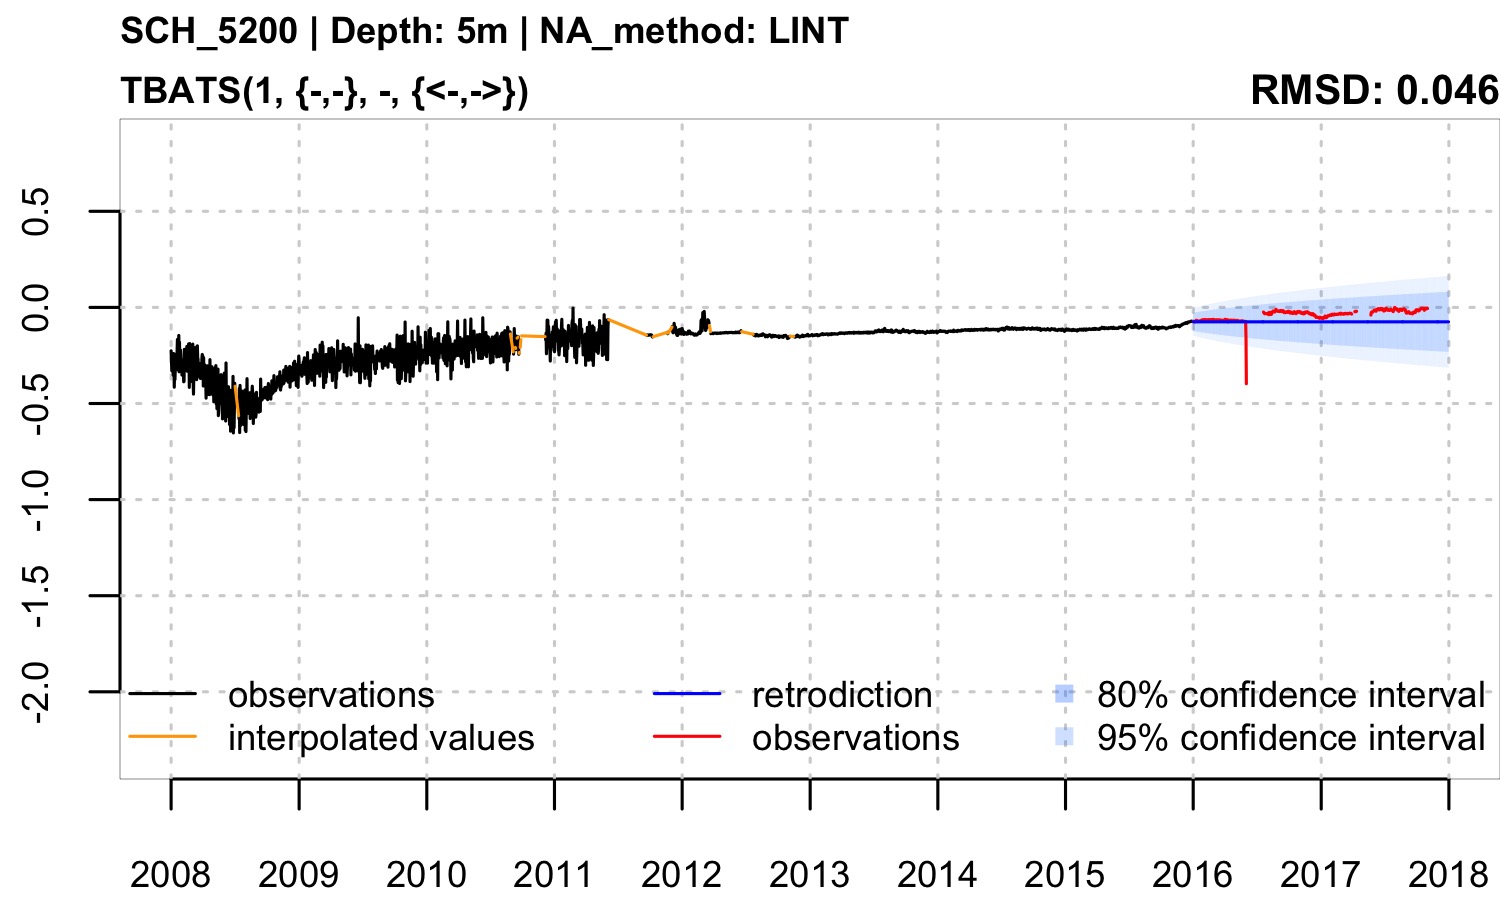 SCH_5200 | Depth: 5m | NA_method: LINT
TBATS(1, {-,-}, -, {<-,->})
RMSD: 0.046
0.5
0.0
-0.5
-1.0
-1.5
-2.0
observations
interpolated values
retrodiction
observations
80% confidence interval
95% confidence interval
2008 2009 2010 2011 2012 2013 2014 2015 2016 2017 2018